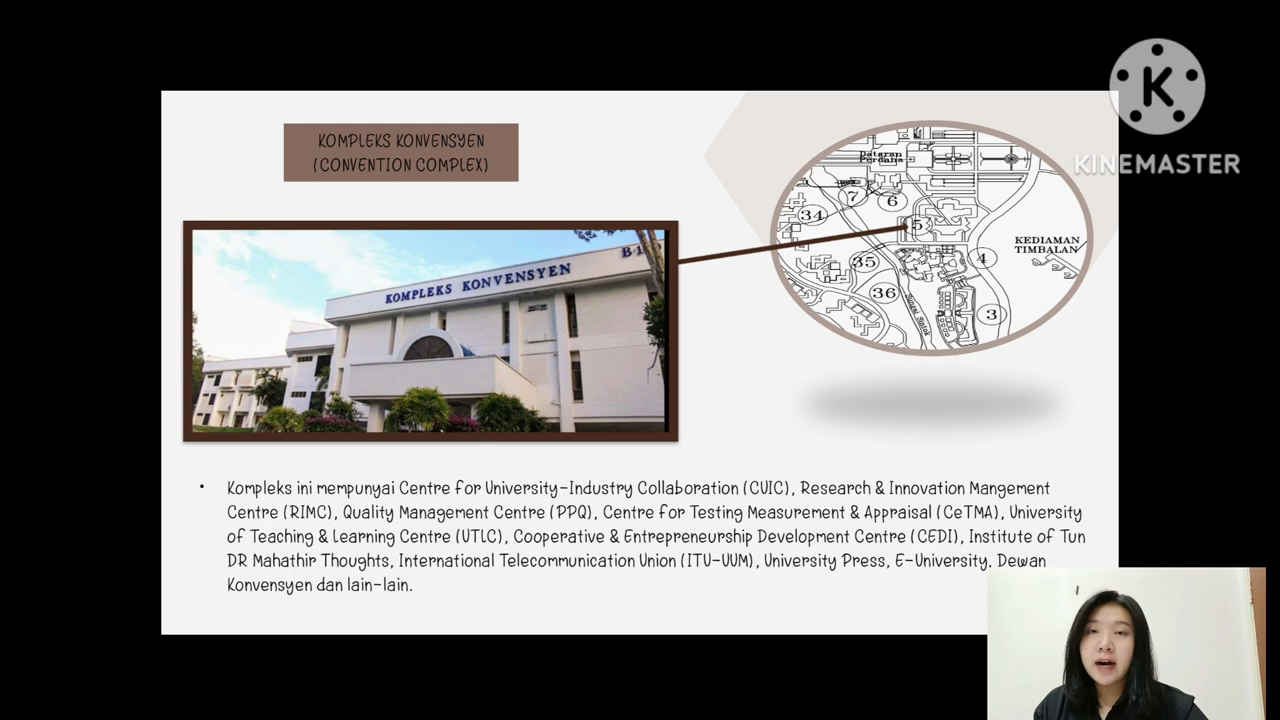 KOMPLEKS KONVENSYEN
(CONVENTION COMPLEX)
K
KINEMASTER
Dataran
Perdana
7
6
34
5
KEDIAMAN
TIMBALAN
35
4
36
3
KOMPLEKS KONVENSYEN
B1
• Kompleks ini mempunyai Centre for University-Industry Collaboration (CUIC), Research & Innovation Mangement
Centre (RIMC), Quality Management Centre (PPQ), Centre for Testing Measurement & Appraisal (CeTMA), University
of Teaching & Learning Centre (UTLC), Cooperative & Entrepreneurship Development Centre (CEDI), Institute of Tun
DR Mahathir Thoughts, International Telecommunication Union (ITU-UUM), University Press, E-University. Dewan
Konvensyen dan lain-lain.